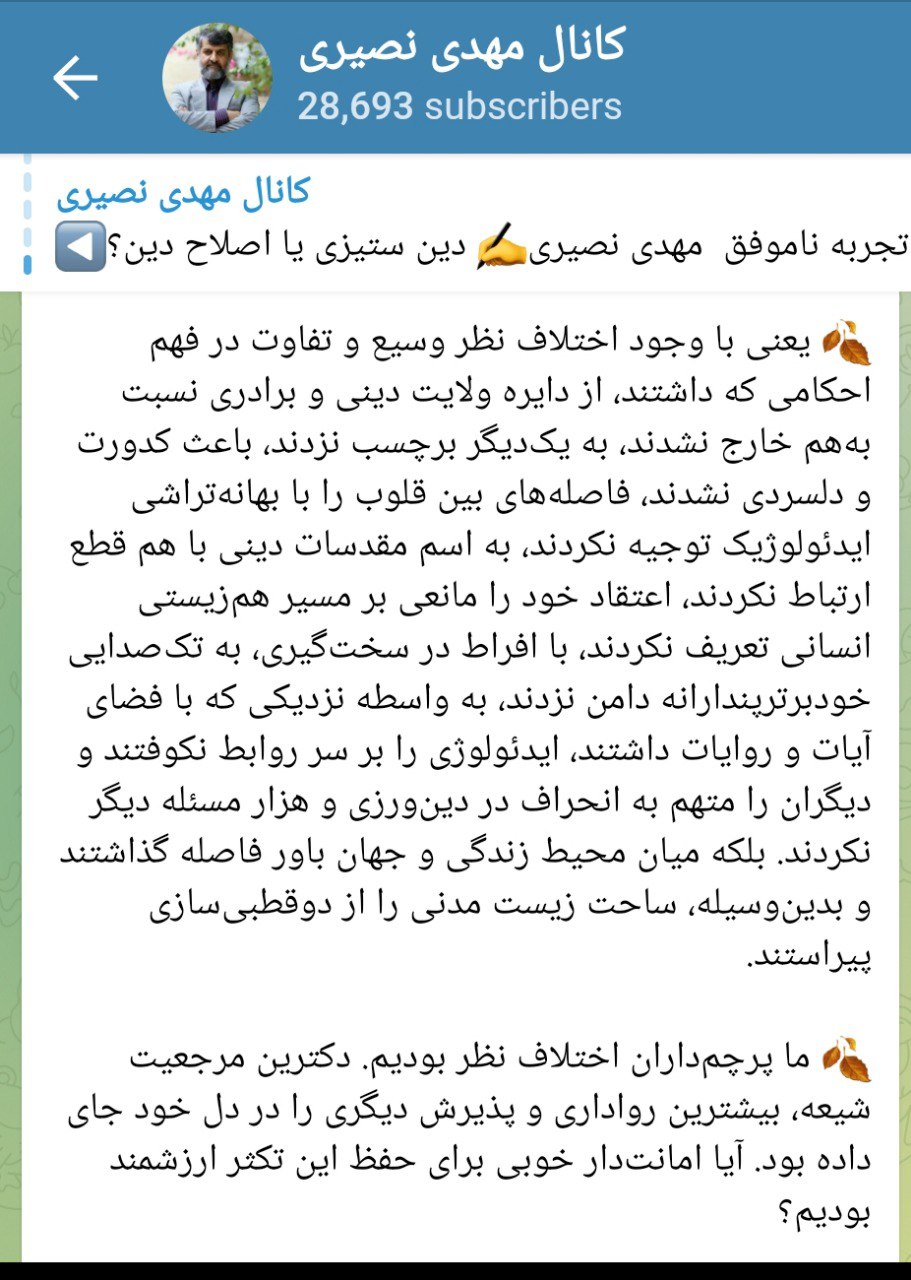 کانال مهدی نصیری
28,693 subscribers
کانال مهدی نصیری
تجربه ناموفق مهدی نصیری✍️ دین ستیزی یا اصلاح دین؟◀️
🍂 یعنی با وجود اختلاف نظر وسیع و تفاوت در فهم
احکامی که داشتند، از دایره ولایت دینی و برادری نسبت
به‌هم خارج نشدند، به یک‌دیگر برچسب نزدند، باعث کدورت
و دلسردی نشدند، فاصله‌های بین قلوب را با بهانه‌تراشی
ایدئولوژیک توجیه نکردند، به اسم مقدسات دینی با هم قطع
ارتباط نکردند، اعتقاد خود را مانعی بر مسیر هم‌زیستی
انسانی تعریف نکردند، با افراط در سخت‌گیری، به تک‌صدایی
خودبرترپندارانه دامن نزدند، به واسطه نزدیکی که با فضای
آیات و روایات داشتند، ایدئولوژی را بر سر روابط نکوفتند و
دیگران را متهم به انحراف در دین‌ورزی و هزار مسئله دیگر
نکردند. بلکه میان محیط زندگی و جهان باور فاصله گذاشتند
و بدین‌وسیله، ساحت زیست مدنی را از دوقطبی‌سازی
پیراستند.
🍂 ما پرچم‌داران اختلاف نظر بودیم. دکترین مرجعیت
شیعه، بیشترین رواداری و پذیرش دیگری را در دل خود جای
داده بود. آیا امانت‌دار خوبی برای حفظ این تکثر ارزشمند
بودیم؟